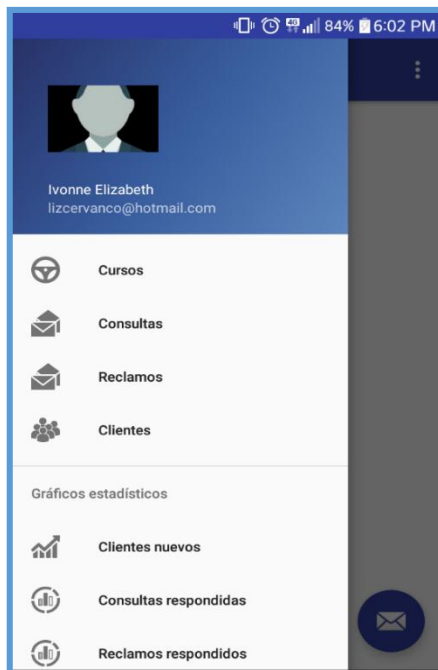 4G 84% 6:02 PM
Ivonne Elizabeth
lizcervanco@hotmail.com
Cursos
Consultas
Reclamos
Clientes
Gráficos estadísticos
Clientes nuevos
Consultas respondidas
Reclamos respondidos